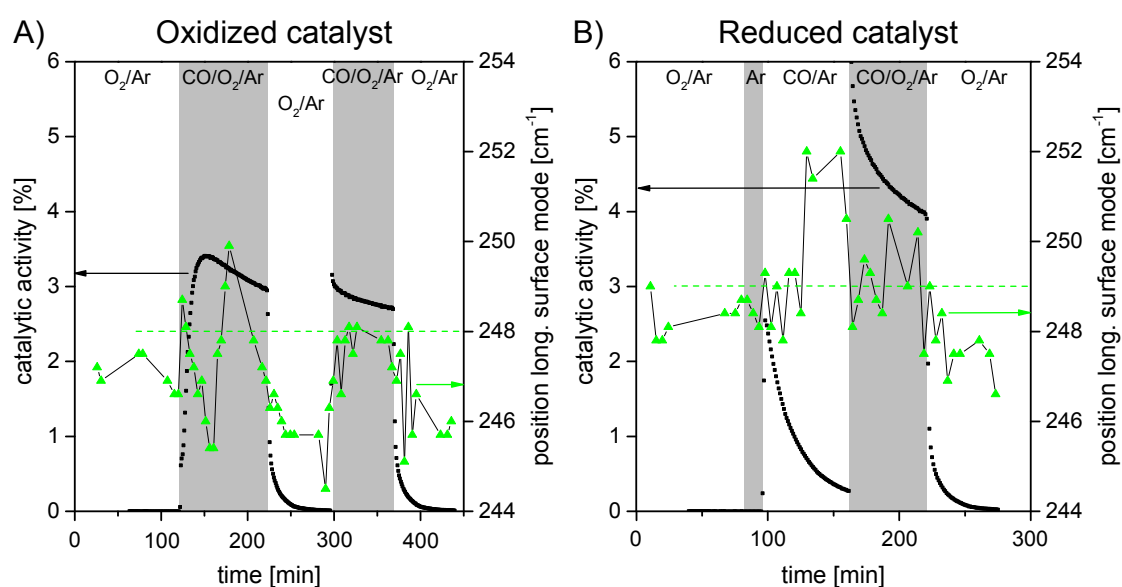 A) Oxidized catalyst
O₂/Ar CO/O₂/Ar O₂/Ar CO/O₂/Ar O₂/Ar
catalytic activity [%]
6
5
4
3
2
1
0
254
252
250
248
246
244
position long. surface mode [cm⁻¹]
0 100 200 300 400
time [min]
B) Reduced catalyst
O₂/Ar Ar CO/Ar CO/O₂/Ar O₂/Ar
catalytic activity [%]
6
5
4
3
2
1
0
254
252
250
248
246
244
position long. surface mode [cm⁻¹]
0 100 200 300
time [min]